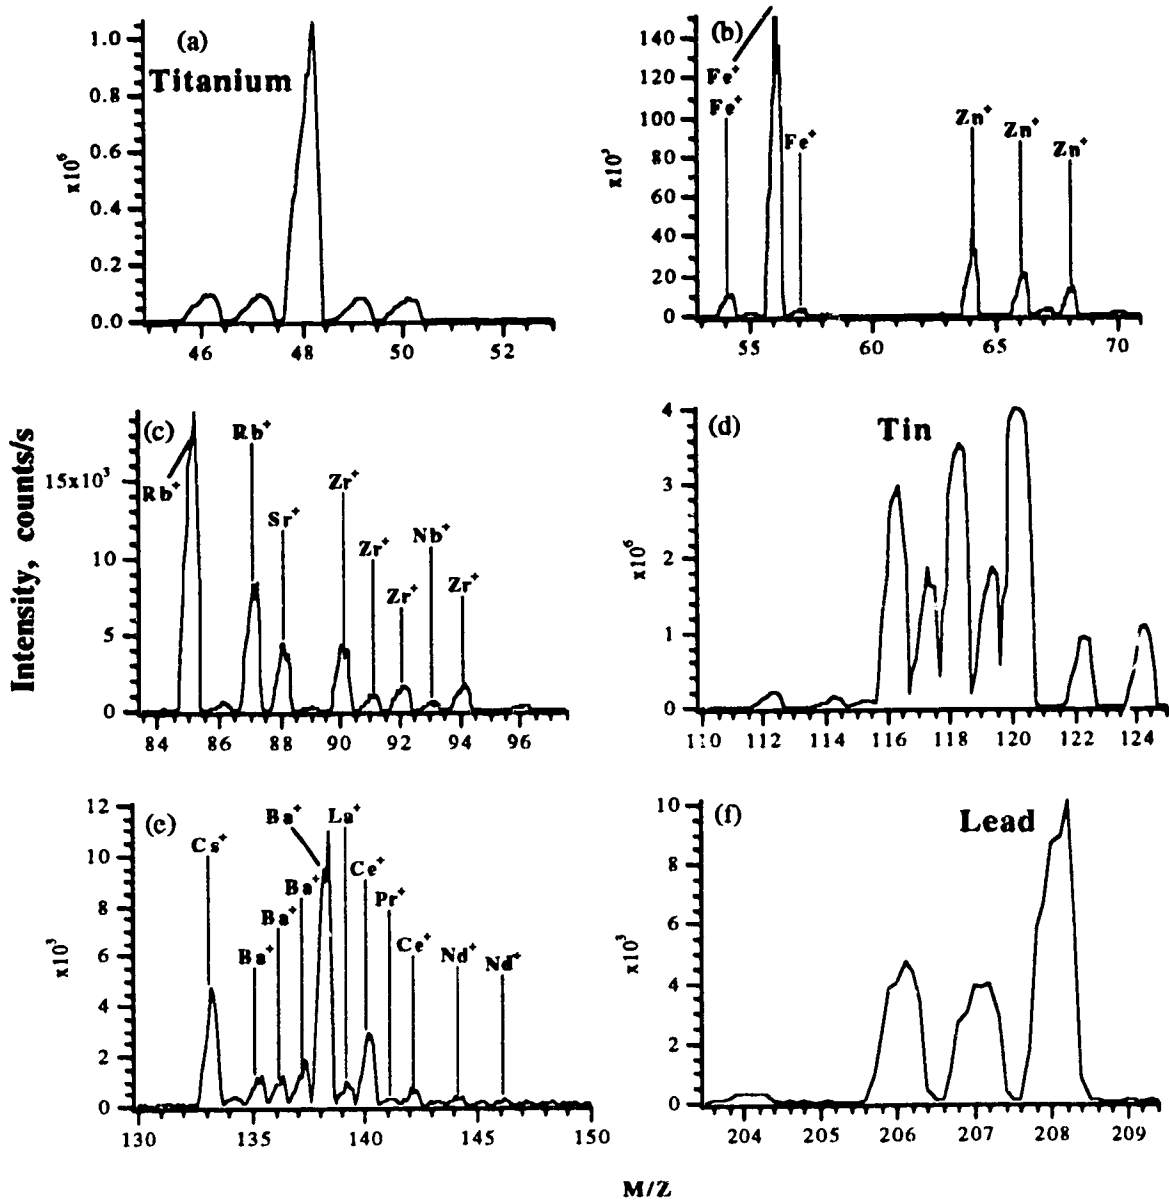 (a)
Titanium
x10⁶
1.0
0.8
0.6
0.4
0.2
0.0
46 48 50 52
(b)
Fe⁺
Fe⁺
Fe⁺
Zn⁺
Zn⁺
Zn⁺
x10³
140
120
100
80
60
40
20
0
55 60 65 70
Intensity, counts/s
(c)
Rb⁺
Rb⁺
Sr⁺
Zr⁺
Zr⁺
Zr⁺
Nb⁺
Zr⁺
15x10³
10
5
0
84 86 88 90 92 94 96
(d)
Tin
x10⁶
4
3
2
1
0
110 112 114 116 118 120 122 124
(e)
Cs⁺
Ba⁺
Ba⁺
Ba⁺
Ba⁺
La⁺
Ce⁺
Pr⁺
Ce⁺
Nd⁺
Nd⁺
x10³
12
10
8
6
4
2
0
130 135 140 145 150
(f)
Lead
x10³
10
8
6
4
2
0
204 205 206 207 208 209
M/Z